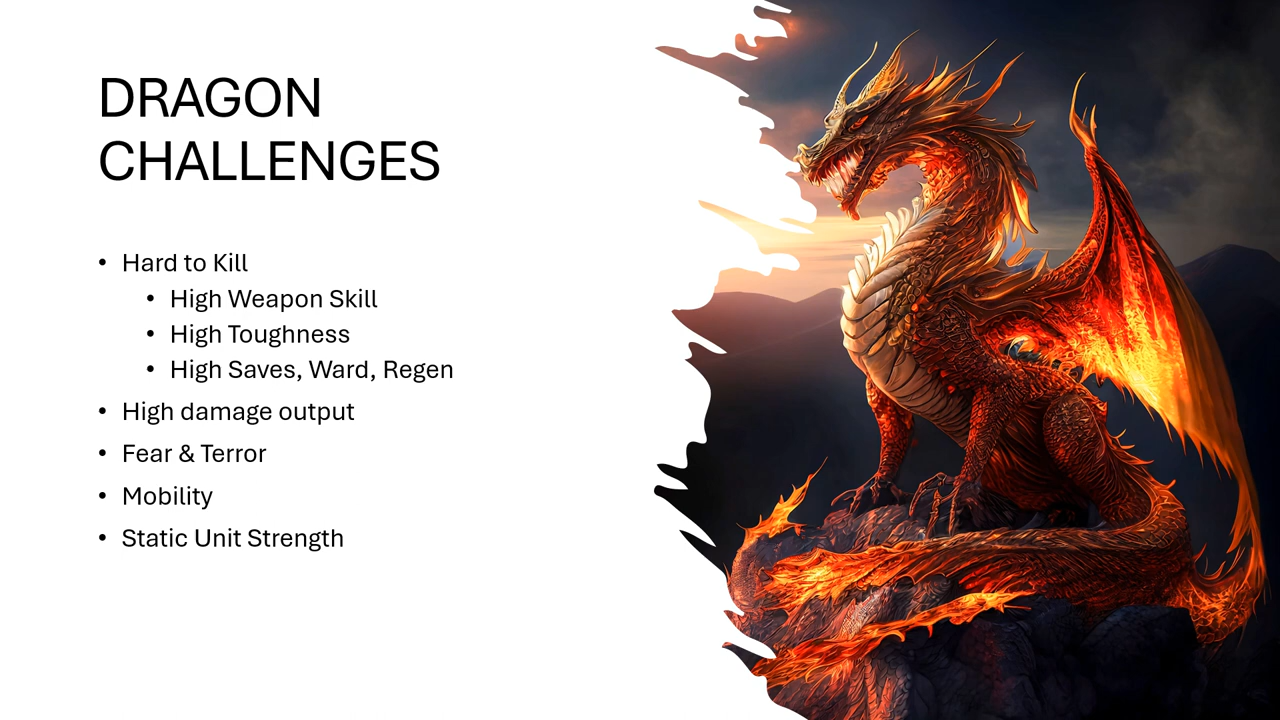 DRAGON
CHALLENGES
• Hard to Kill
• High Weapon Skill
• High Toughness
• High Saves, Ward, Regen
• High damage output
• Fear & Terror
• Mobility
• Static Unit Strength